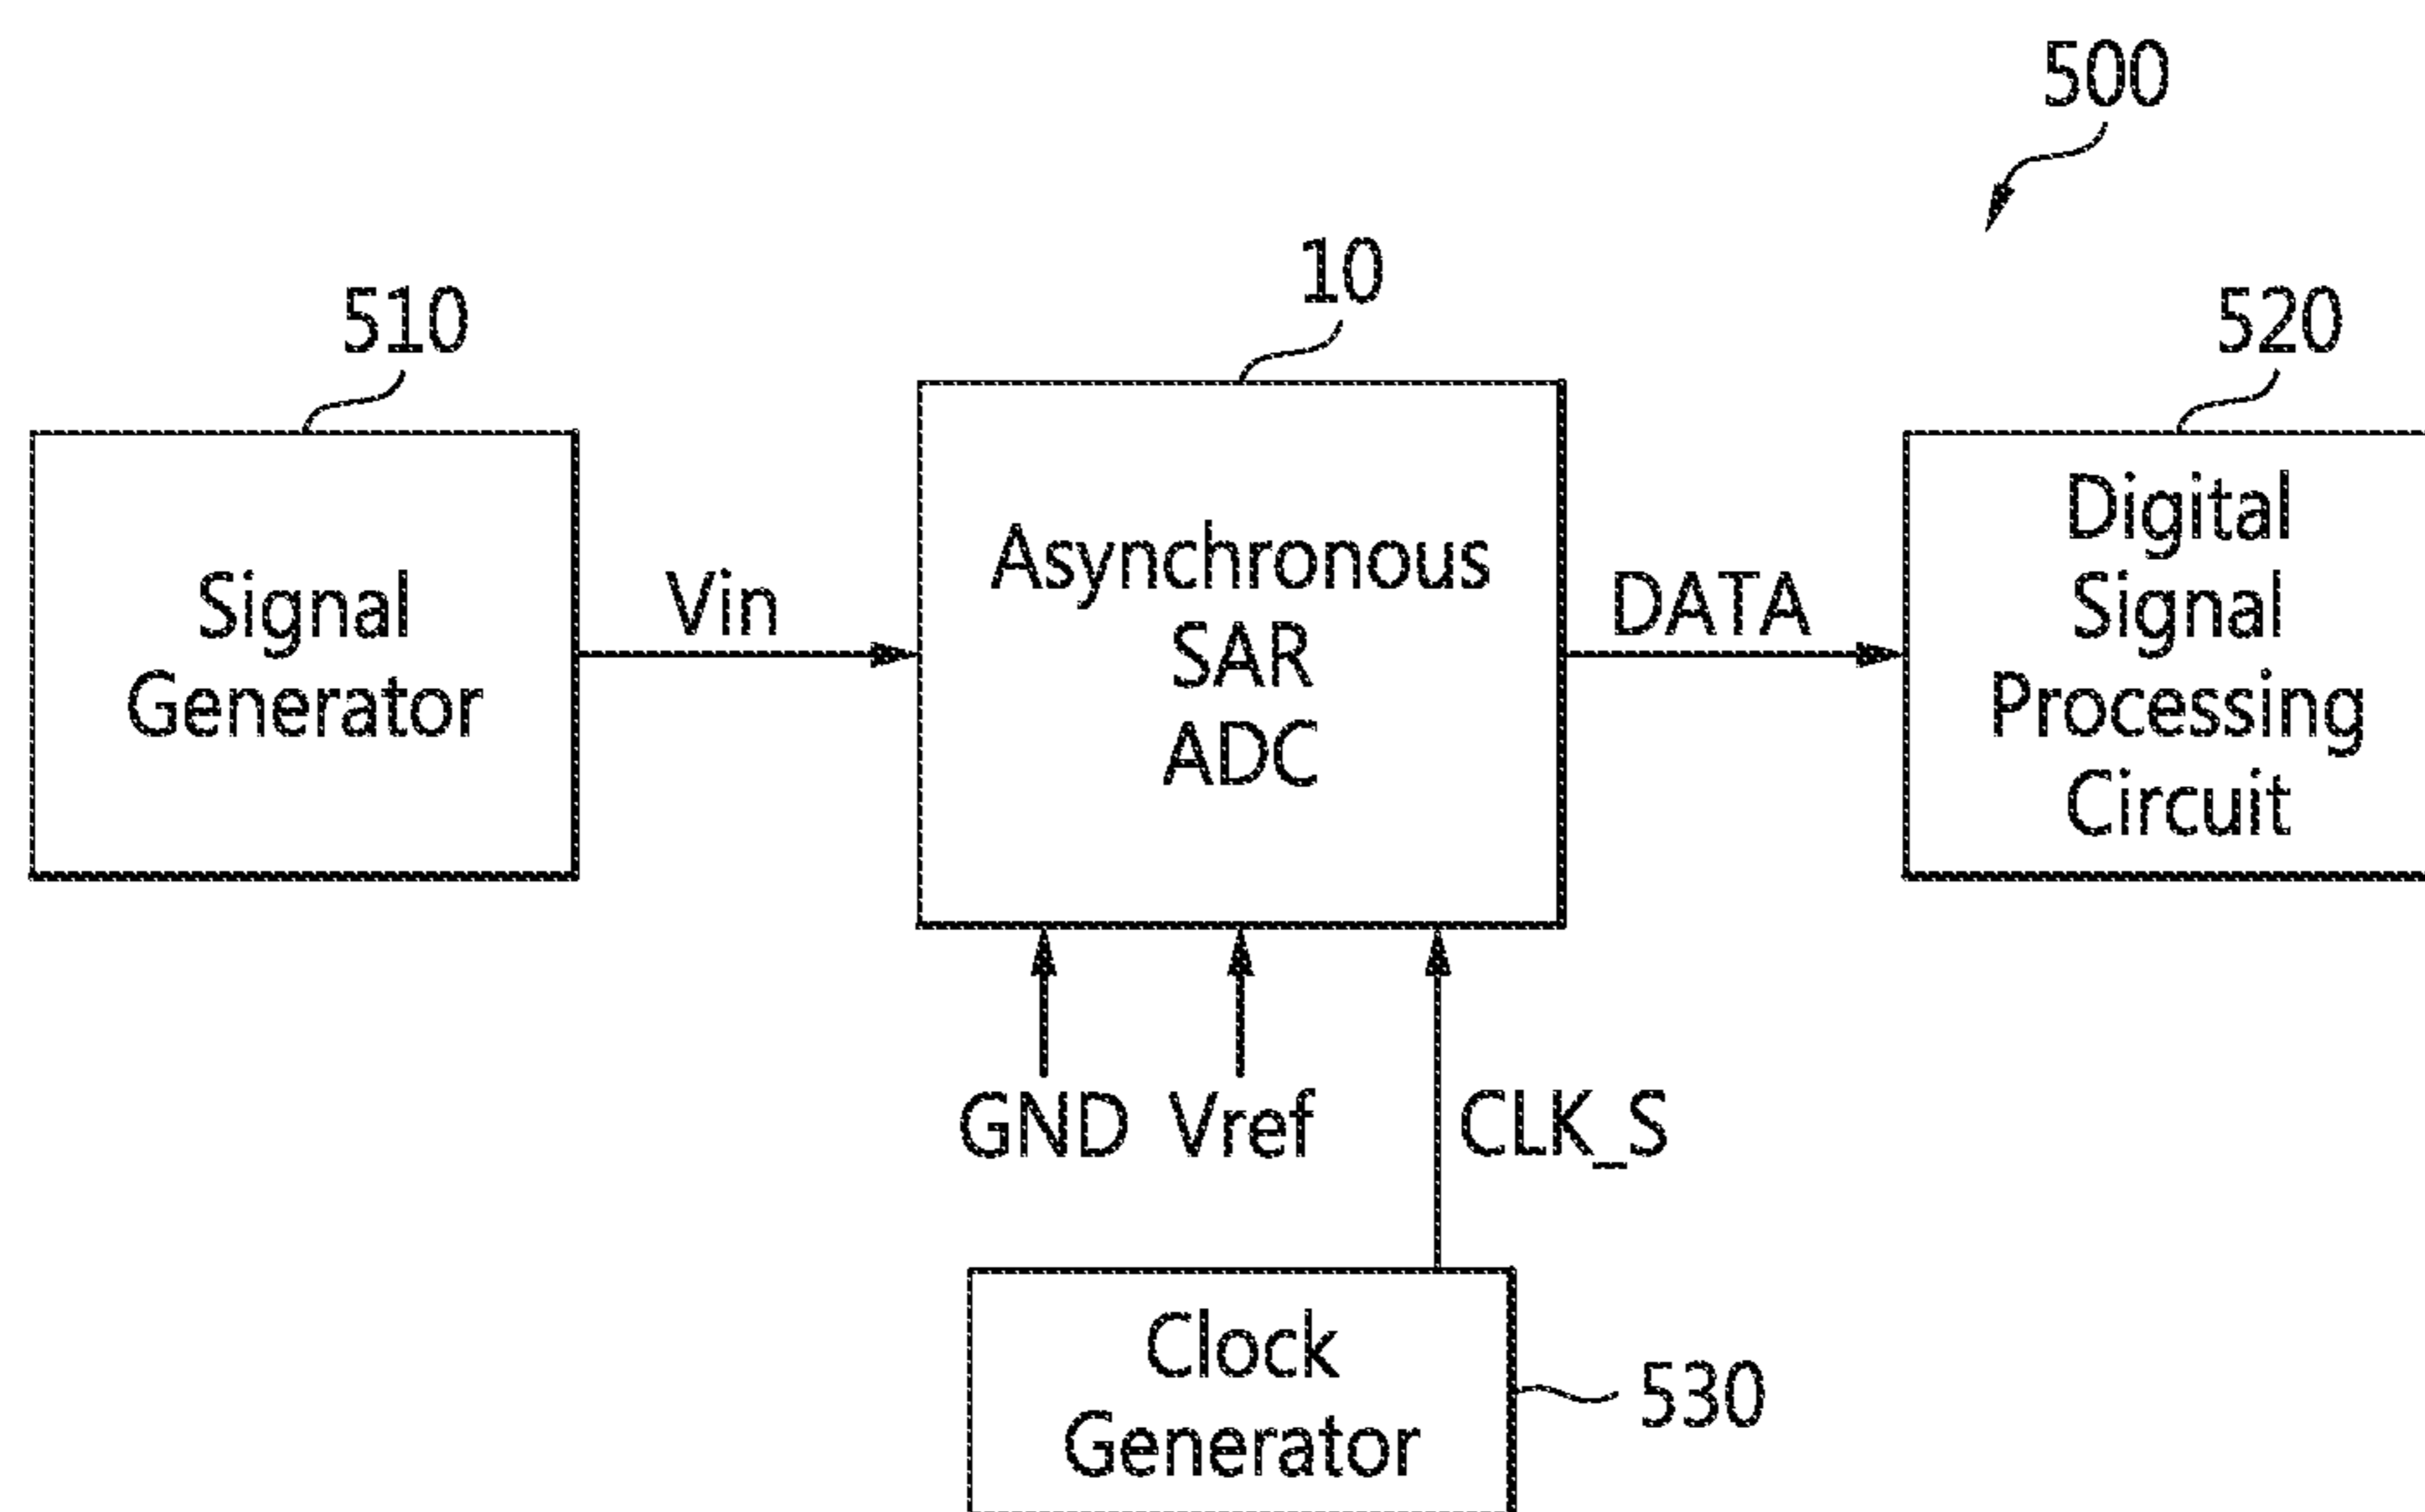 500
10
510
520
Signal
Generator
Vin
Asynchronous
SAR
ADC
DATA
Digital
Signal
Processing
Circuit
GND Vref CLK_S
Clock
Generator
530